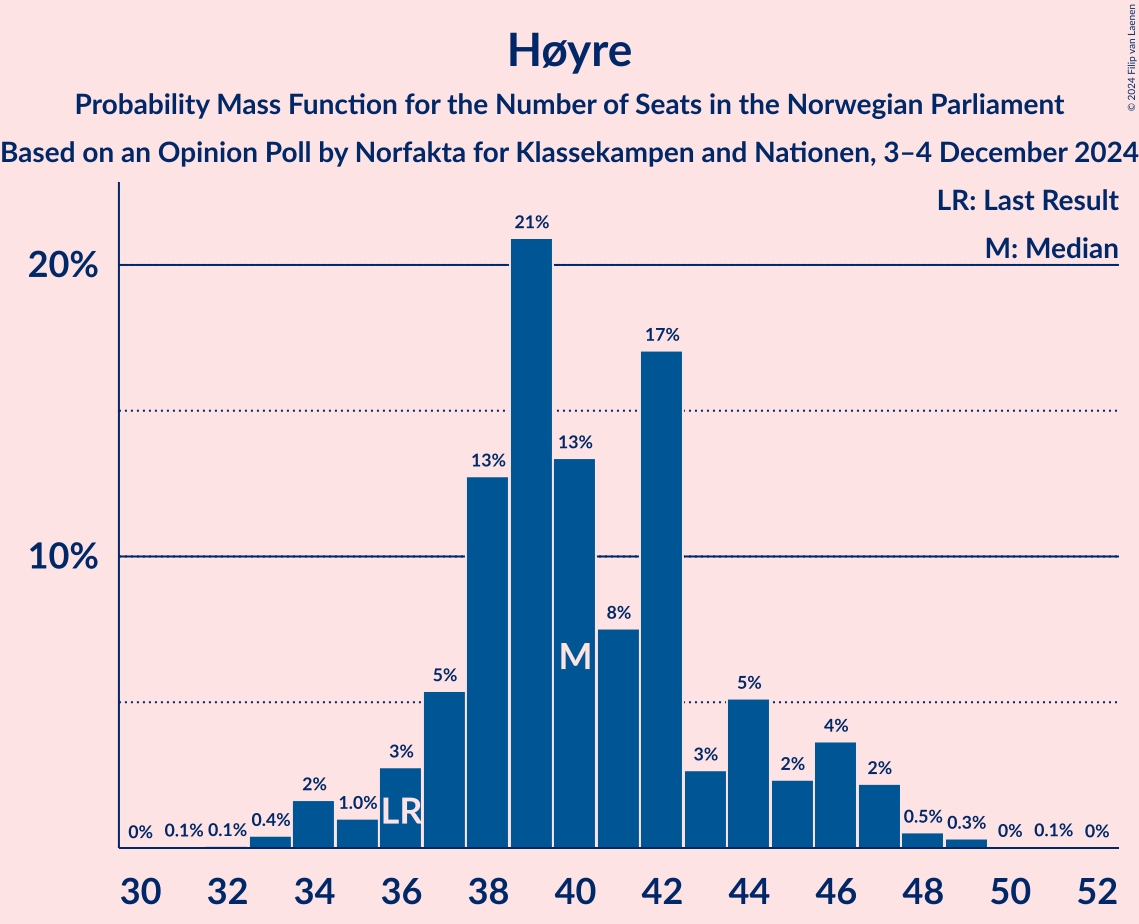 Høyre
Probability Mass Function for the Number of Seats in the Norwegian Parliament
Based on an Opinion Poll by Norfakta for Klassekampen and Nationen, 3–4 December 2024
© 2024 Filip van Laenen
LR: Last Result
M: Median
20%
10%
0% 0.1% 0.1% 0.4% 2% 1.0% 3% 5% 13% 21% 13% 8% 17% 3% 5% 2% 4% 2% 0.5% 0.3% 0% 0.1% 0%
M
LR
30 32 34 36 38 40 42 44 46 48 50 52